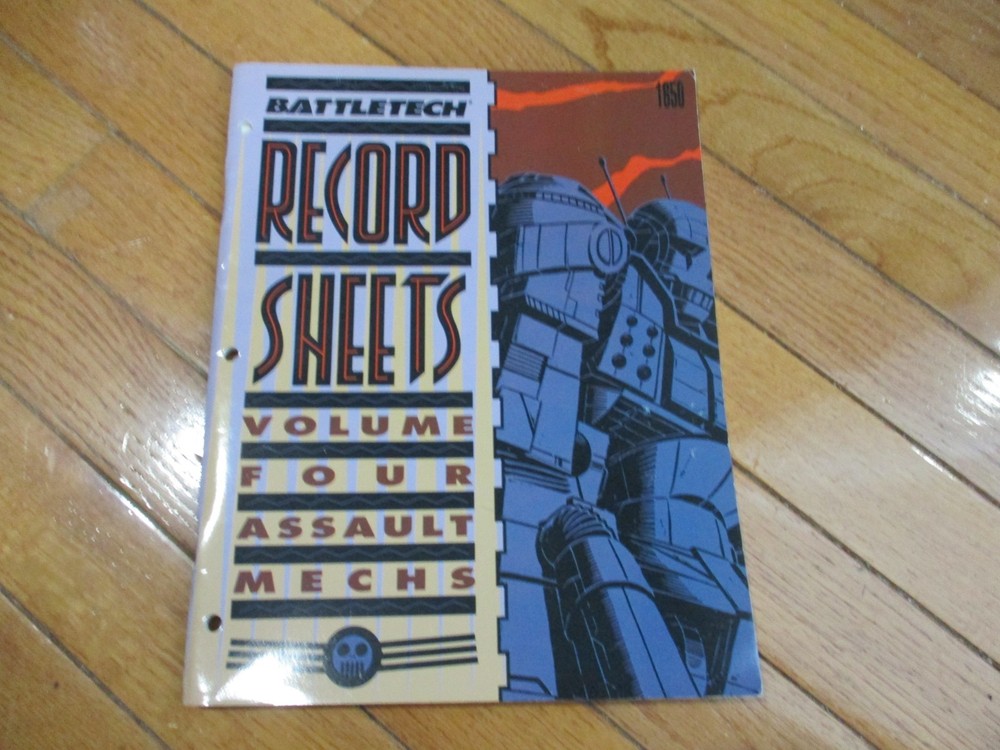 BATTLETECH
1650
RECORD
SHEETS
VOLUME
FOUR
ASSAULT
MECHS